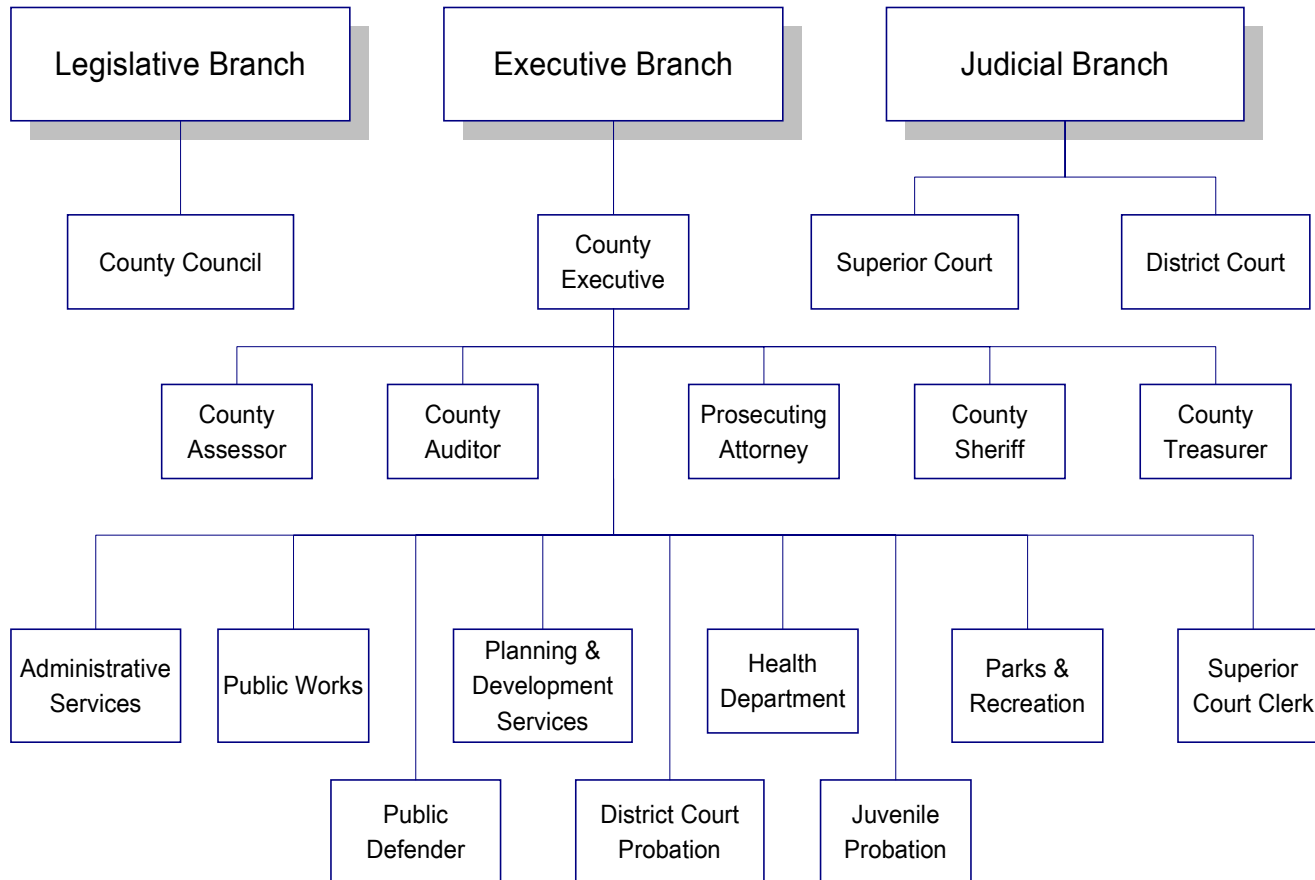 Legislative Branch
Executive Branch
Judicial Branch
County Council
County
Executive
Superior Court
District Court
County
Assessor
County
Auditor
Prosecuting
Attorney
County
Sheriff
County
Treasurer
Administrative
Services
Public Works
Planning &
Development
Services
Health
Department
Parks &
Recreation
Superior
Court Clerk
Public
Defender
District Court
Probation
Juvenile
Probation